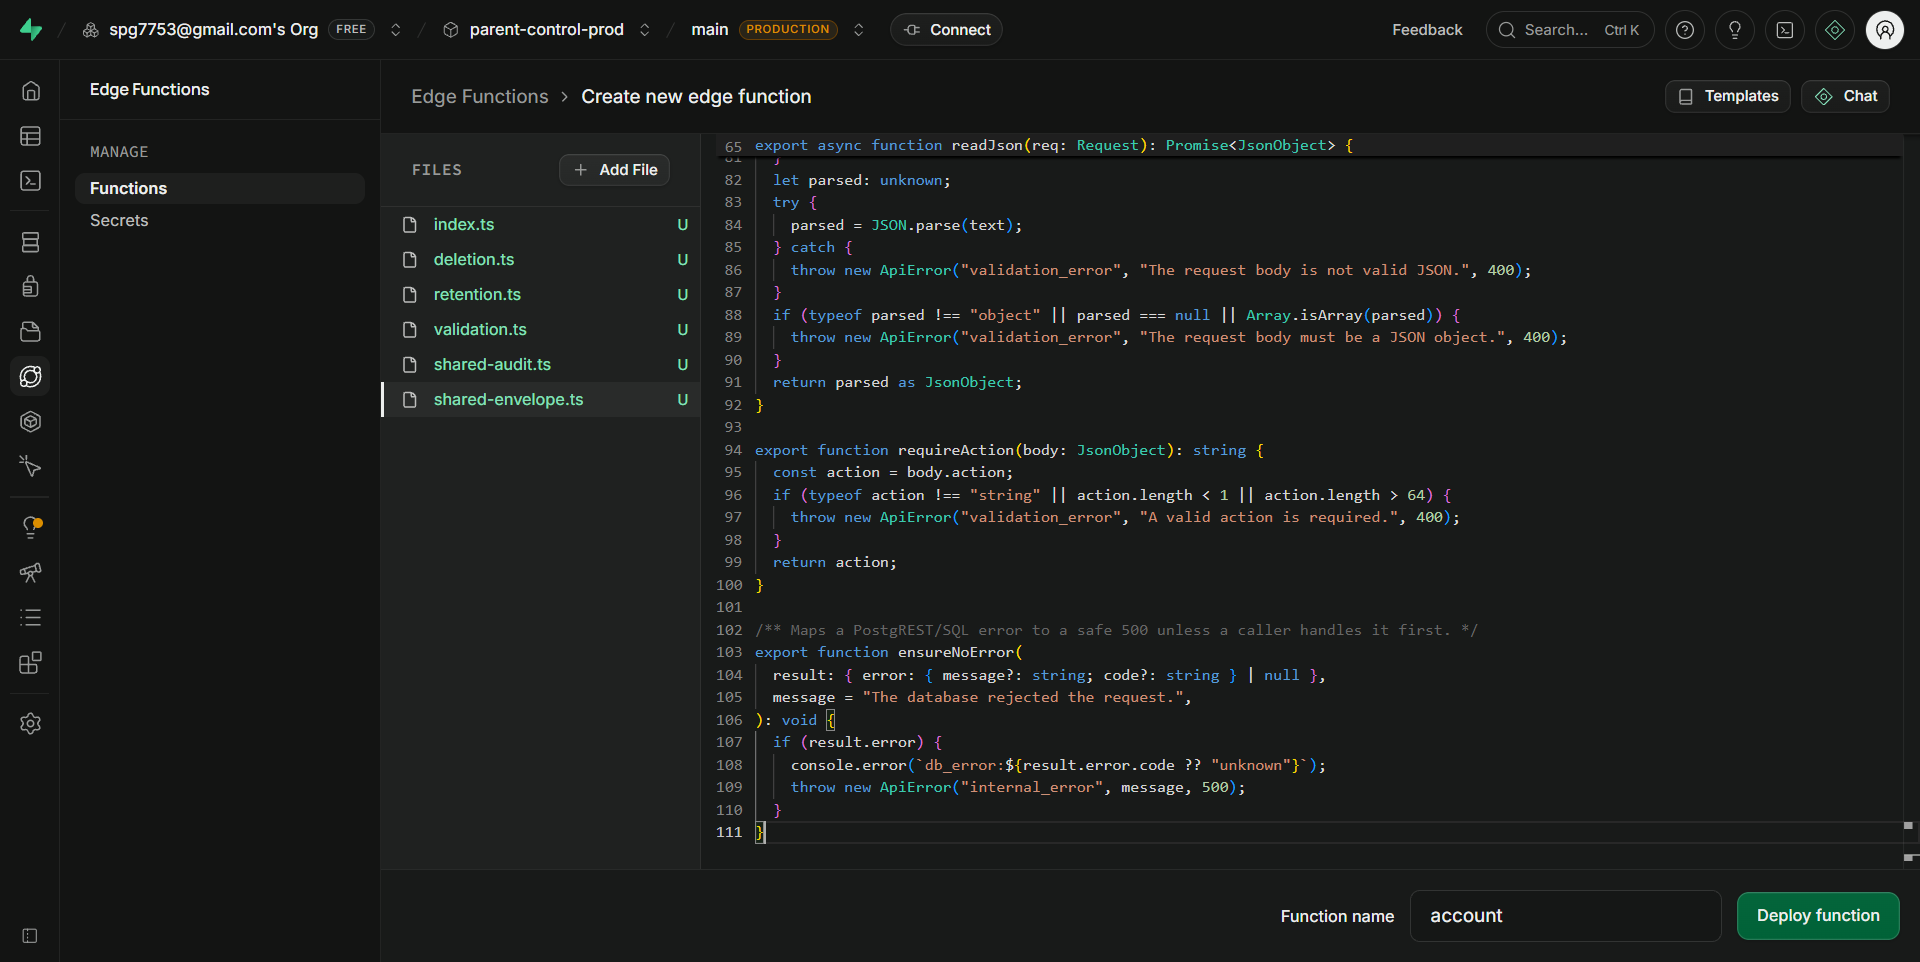 spg7753@gmail.com's Org FREE parent-control-prod main PRODUCTION Connect Feedback Search... Ctrl K
Edge Functions
MANAGE
Functions
Secrets
Edge Functions > Create new edge function Templates Chat
FILES + Add File
index.ts U
deletion.ts U
retention.ts U
validation.ts U
shared-audit.ts U
shared-envelope.ts U
65 export async function readJson(req: Request): Promise<JsonObject> {
81 }
82 let parsed: unknown;
83 try {
84 parsed = JSON.parse(text);
85 } catch {
86 throw new ApiError("validation_error", "The request body is not valid JSON.", 400);
87 }
88 if (typeof parsed !== "object" || parsed === null || Array.isArray(parsed)) {
89 throw new ApiError("validation_error", "The request body must be a JSON object.", 400);
90 }
91 return parsed as JsonObject;
92 }
93
94 export function requireAction(body: JsonObject): string {
95 const action = body.action;
96 if (typeof action !== "string" || action.length < 1 || action.length > 64) {
97 throw new ApiError("validation_error", "A valid action is required.", 400);
98 }
99 return action;
100 }
101
102 /** Maps a PostgREST/SQL error to a safe 500 unless a caller handles it first. */
103 export function ensureNoError(
104 result: { error: { message?: string; code?: string } | null },
105 message = "The database rejected the request.",
106 ): void {
107 if (result.error) {
108 console.error(`db_error:${result.error.code ?? "unknown"}`);
109 throw new ApiError("internal_error", message, 500);
110 }
111 }
Function name account Deploy function